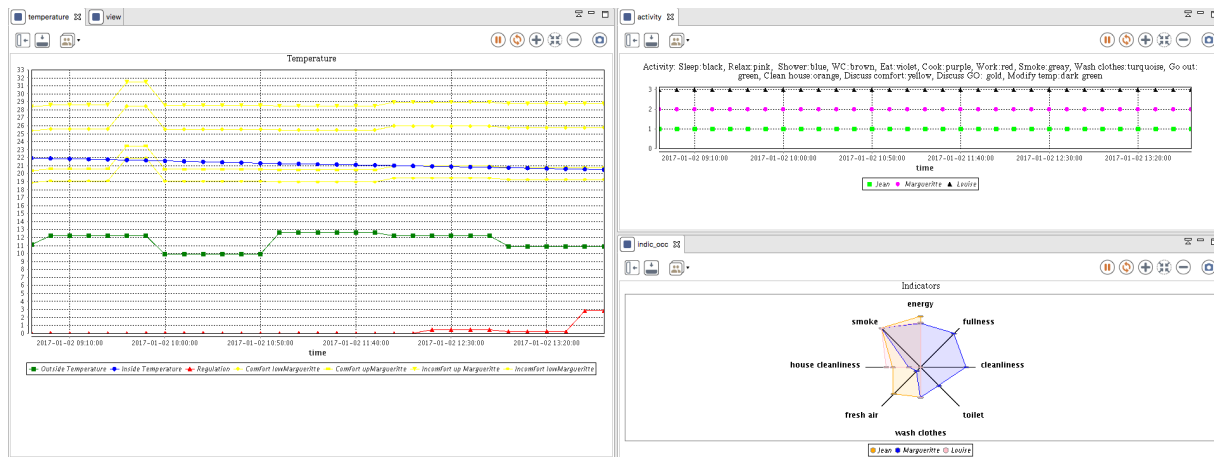 temperature
view
Temperature
33
32
31
30
29
28
27
26
25
24
23
22
21
20
19
18
17
16
15
14
13
12
11
10
9
8
7
6
5
4
3
2
1
0
2017-01-02 09:10:00 2017-01-02 10:00:00 2017-01-02 10:50:00 2017-01-02 11:40:00 2017-01-02 12:30:00 2017-01-02 13:20:00
time
Outside Temperature Inside Temperature Regulation Comfort lowMargueritte Comfort upMargueritte Incomfort up Margueritte Incomfort lowMargueritte
activity
Activity: Sleep:black, Relax:pink, Shower:blue, WC:brown, Eat:violet, Cook:purple, Work:red, Smoke:greay, Wash clothes:turquoise, Go out:
green, Clean house:orange, Discuss comfort:yellow, Discuss GO: gold, Modify temp:dark green
3
2
1
0
2017-01-02 09:10:00 2017-01-02 10:00:00 2017-01-02 10:50:00 2017-01-02 11:40:00 2017-01-02 12:30:00 2017-01-02 13:20:00
time
Jean Margueritte Louise
indic_occ
Indicators
energy
smoke fullness
house cleanliness cleanliness
fresh air toilet
wash clothes
Jean Margueritte Louise